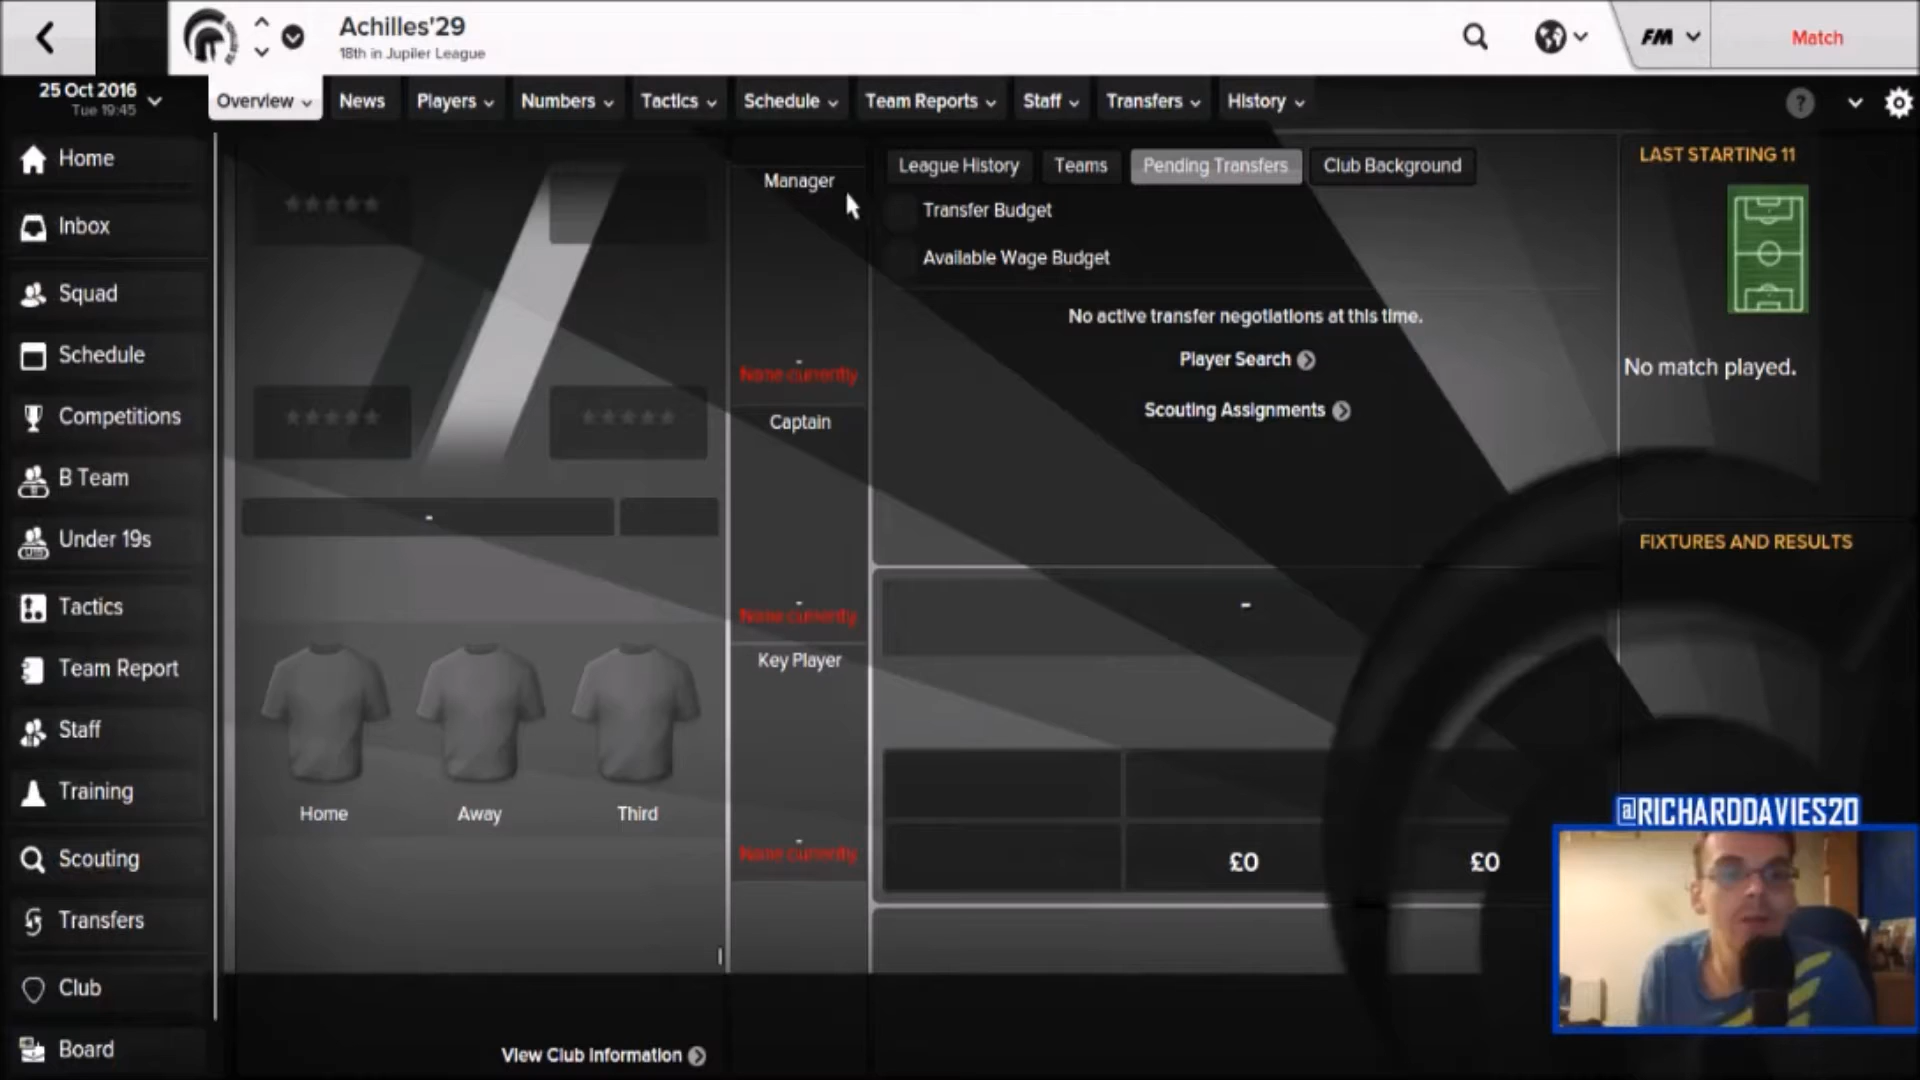 Achilles'29
18th in Jupiler League
FM
Match
25 Oct 2016
Tue 19:45
Overview
News
Players
Numbers
Tactics
Schedule
Team Reports
Staff
Transfers
History
?
Home
Inbox
Squad
Schedule
Competitions
B Team
Under 19s
Tactics
Team Report
Staff
Training
Scouting
Transfers
Club
Board
-
Home
Away
Third
View Club Information
Manager
-
None currently
Captain
-
None currently
Key Player
-
None currently
League History
Teams
Pending Transfers
Club Background
Transfer Budget
Available Wage Budget
No active transfer negotiations at this time.
Player Search
Scouting Assignments
-
£0
£0
LAST STARTING 11
No match played.
FIXTURES AND RESULTS
@RICHARDDAVIES20